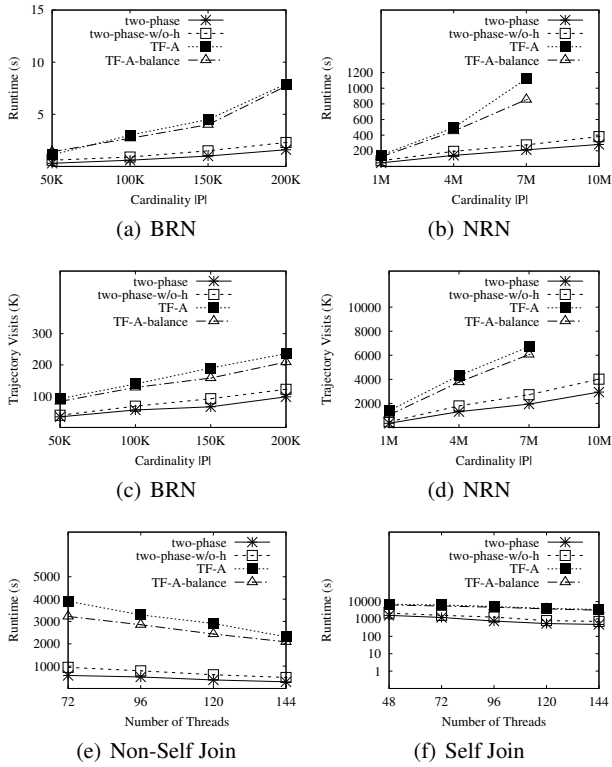 two-phase
two-phase-w/o-h
TF-A
TF-A-balance
15
10
5
Runtime (s)
50K 100K 150K 200K
Cardinality |P|
(a) BRN
two-phase
two-phase-w/o-h
TF-A
TF-A-balance
1200
1000
800
600
400
200
Runtime (s)
1M 4M 7M 10M
Cardinality |P|
(b) NRN
two-phase
two-phase-w/o-h
TF-A
TF-A-balance
300
200
100
Trajectory Visits (K)
50K 100K 150K 200K
Cardinality |P|
(c) BRN
two-phase
two-phase-w/o-h
TF-A
TF-A-balance
10000
8000
6000
4000
2000
Trajectory Visits (K)
1M 4M 7M 10M
Cardinality |P|
(d) NRN
two-phase
two-phase-w/o-h
TF-A
TF-A-balance
5000
4000
3000
2000
1000
Runtime (s)
72 96 120 144
Number of Threads
(e) Non-Self Join
two-phase
two-phase-w/o-h
TF-A
TF-A-balance
10000
1000
100
10
1
Runtime (s)
48 72 96 120 144
Number of Threads
(f) Self Join